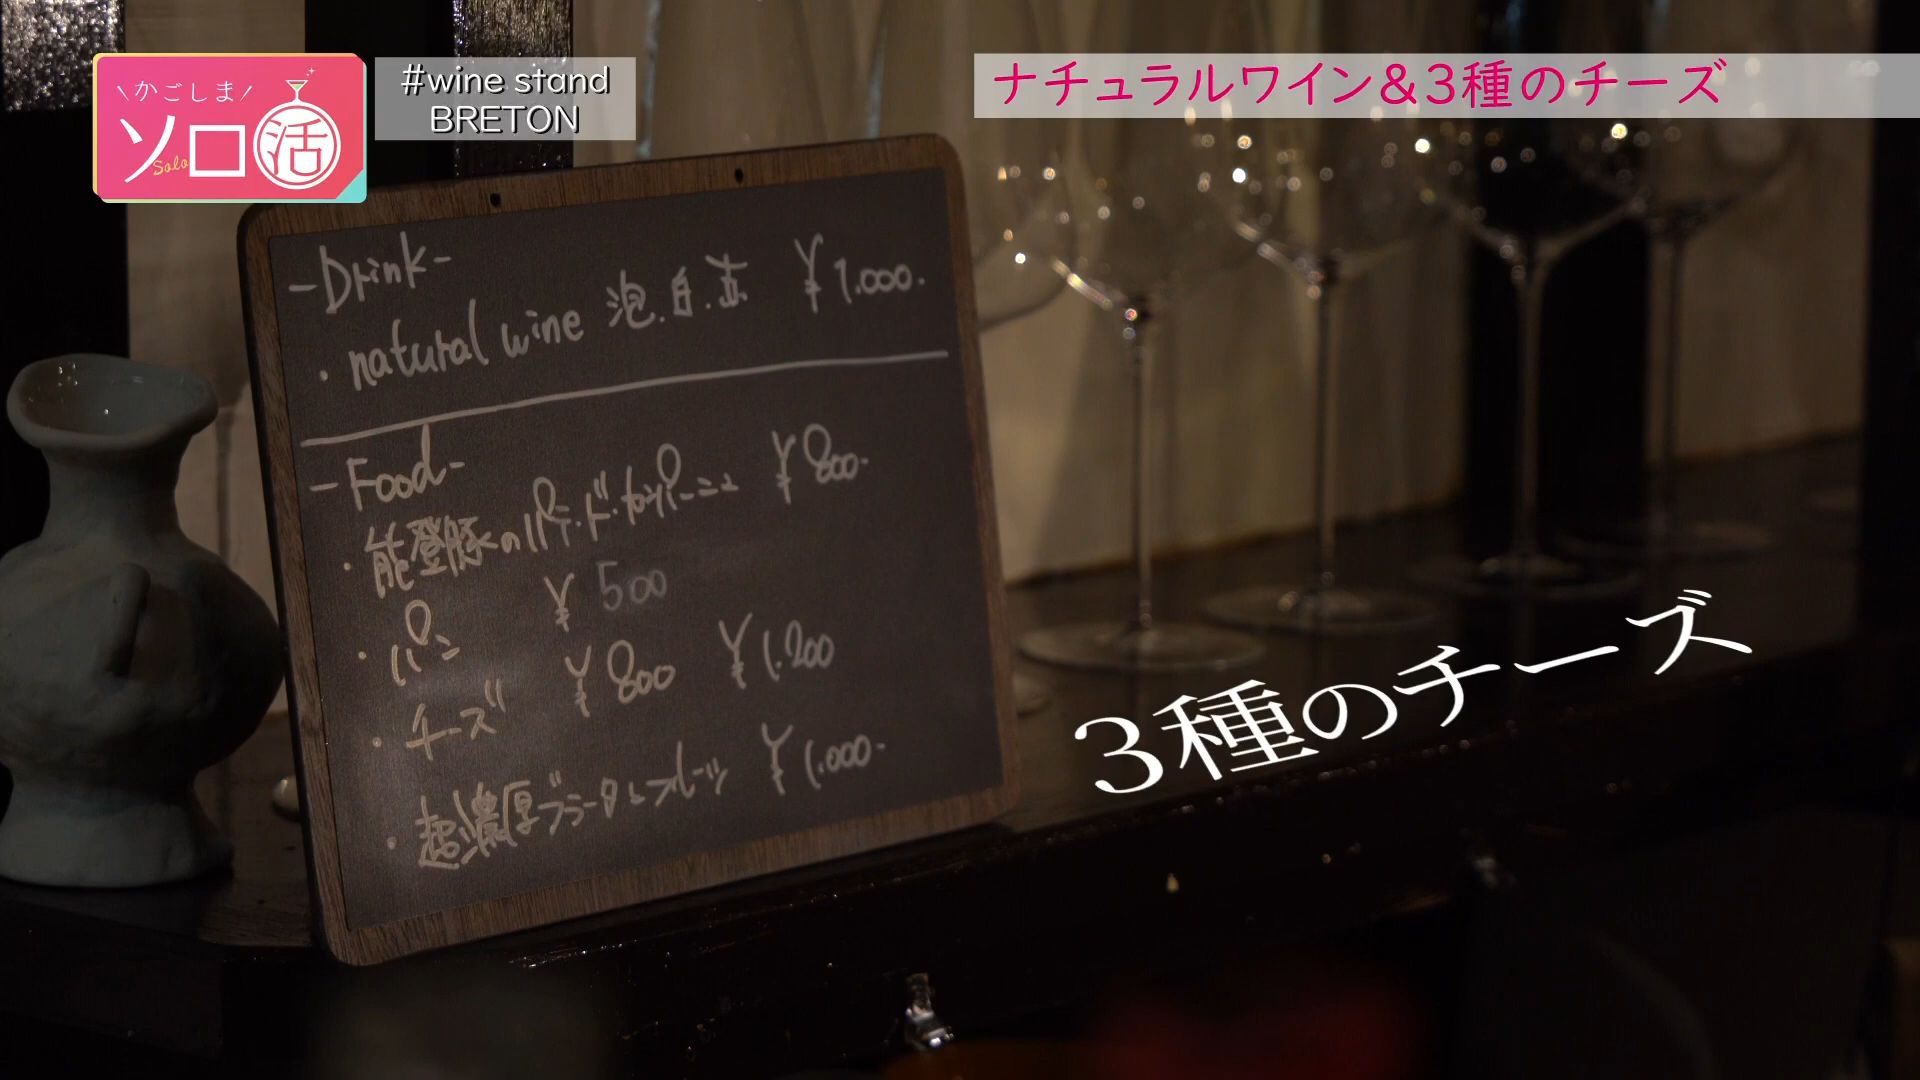 \かごしま/
ソロ活
Solo
#wine stand
BRETON
ナチュラルワイン&3種のチーズ
-Drink-
・natural wine 泡.白.赤 ¥1.000.
-Food-
・能登豚のパテ・ド・カンパーニュ ¥800-
・パン ¥500
・チーズ ¥800 ¥1.200
・超濃厚ブラータとフルーツ ¥1.000-
3種のチーズ